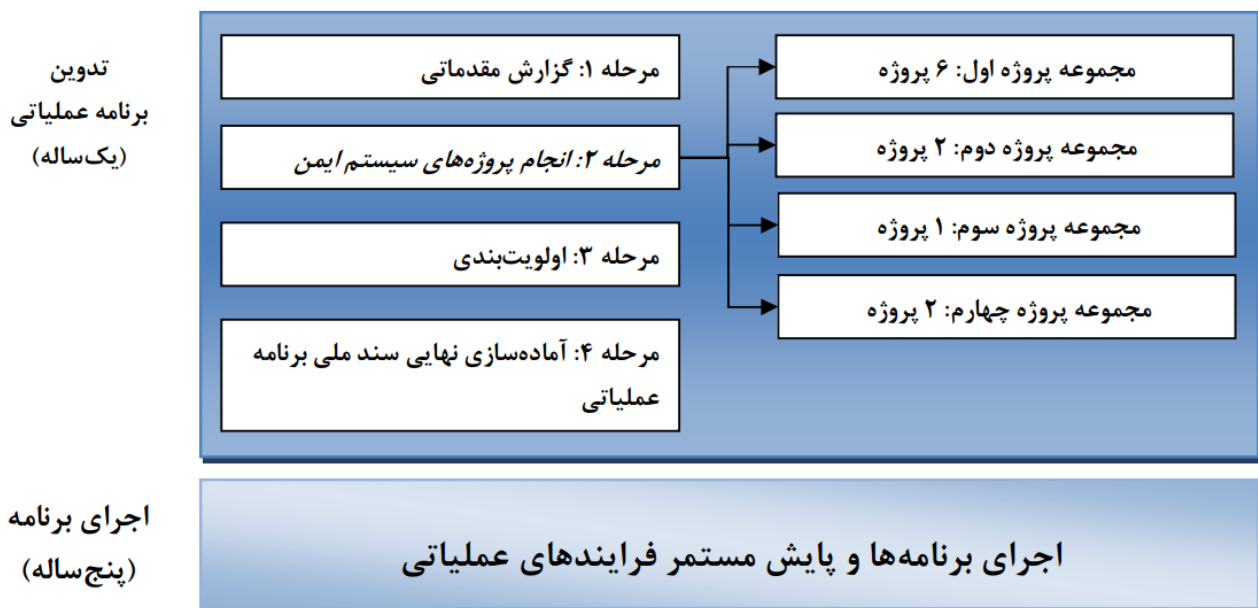 تدوین
برنامه عملیاتی
(یک‌ساله)
مرحله ۱: گزارش مقدماتی
مرحله ۲: انجام پروژه‌های سیستم ایمن
مرحله ۳: اولویت‌بندی
مرحله ۴: آماده‌سازی نهایی سند ملی برنامه
عملیاتی
مجموعه پروژه اول: ۶ پروژه
مجموعه پروژه دوم: ۲ پروژه
مجموعه پروژه سوم: ۱ پروژه
مجموعه پروژه چهارم: ۲ پروژه
اجرای برنامه
(پنج‌ساله)
اجرای برنامه‌ها و پایش مستمر فرایندهای عملیاتی